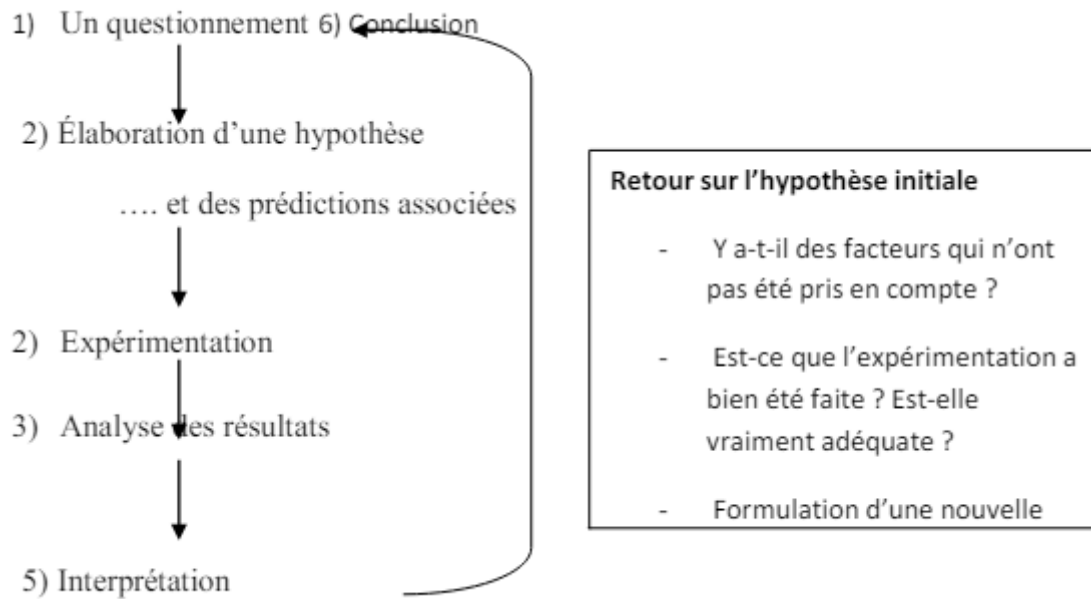 1) Un questionnement 6) Conclusion
2) Élaboration d'une hypothèse
…. et des prédictions associées
2) Expérimentation
3) Analyse des résultats
5) Interprétation
Retour sur l'hypothèse initiale
- Y a-t-il des facteurs qui n'ont
pas été pris en compte ?
- Est-ce que l'expérimentation a
bien été faite ? Est-elle
vraiment adéquate ?
- Formulation d'une nouvelle